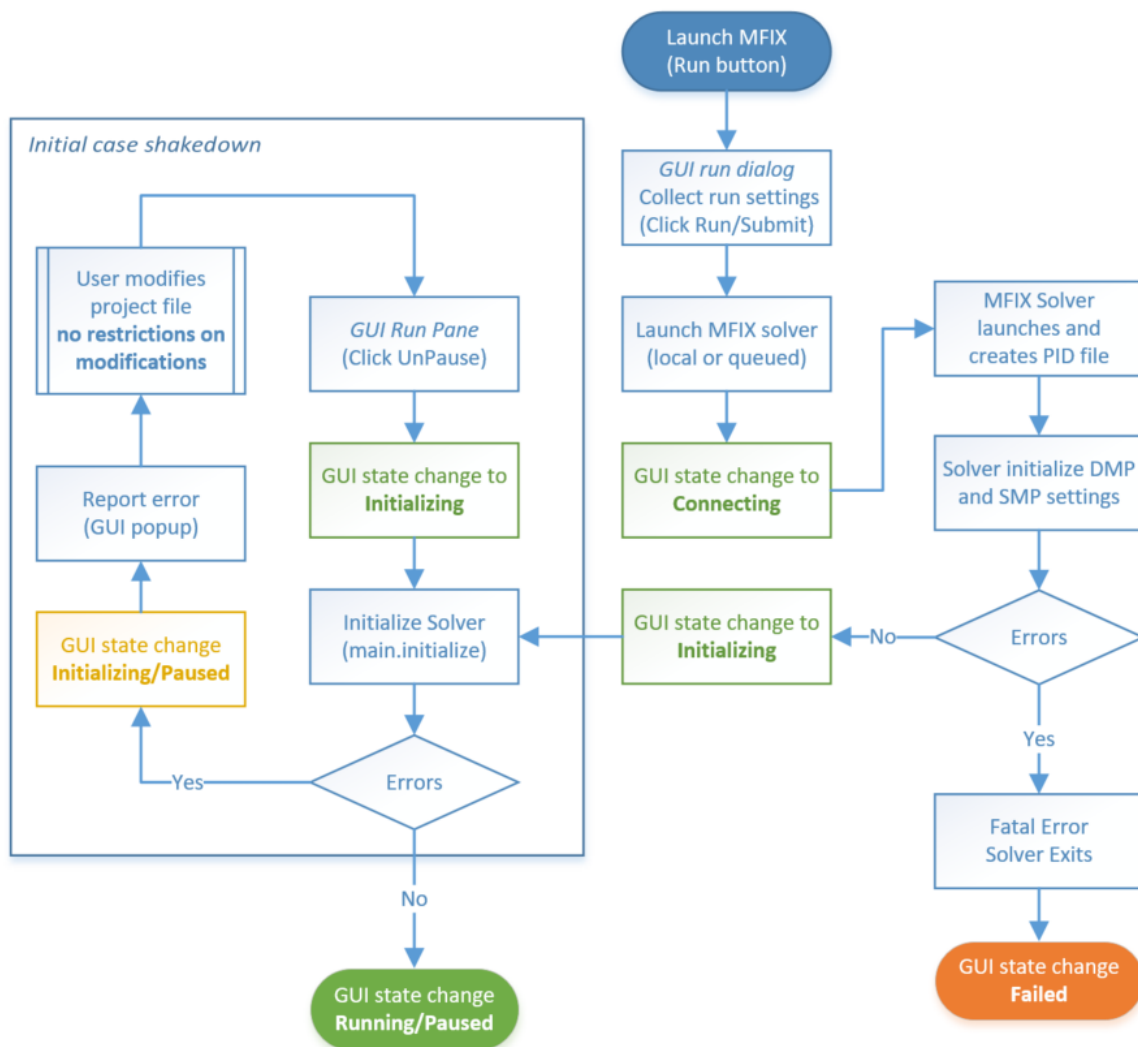 Launch MFIX
(Run button)
Initial case shakedown
GUI run dialog
Collect run settings
(Click Run/Submit)
User modifies
project file
no restrictions on
modifications
GUI Run Pane
(Click UnPause)
Launch MFIX solver
(local or queued)
MFIX Solver
launches and
creates PID file
Report error
(GUI popup)
GUI state change to
Initializing
GUI state change to
Connecting
Solver initialize DMP
and SMP settings
GUI state change
Initializing/Paused
Initialize Solver
(main.initialize)
GUI state change to
Initializing
No
Errors
Yes
Errors
Yes
No
Fatal Error
Solver Exits
GUI state change
Running/Paused
GUI state change
Failed